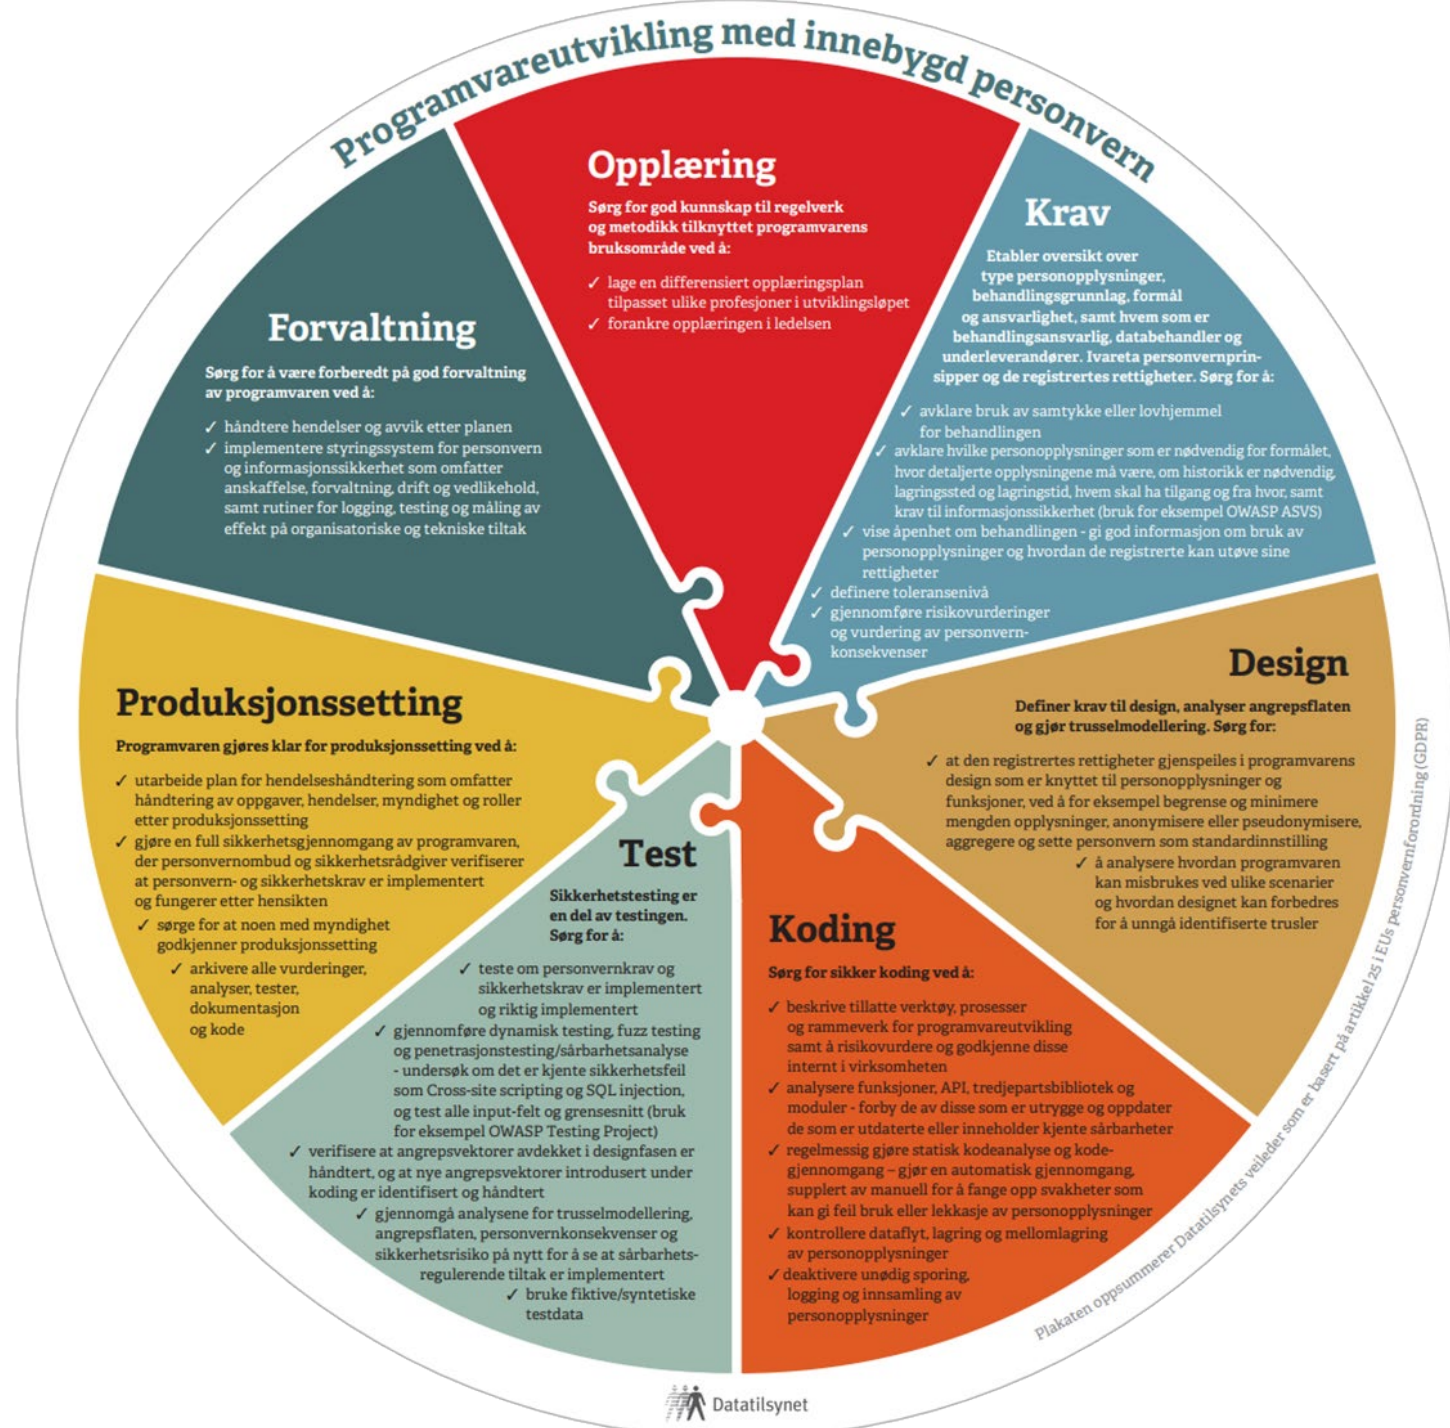 Programvareutvikling med innebygd personvern
Opplæring
Sørg for god kunnskap til regelverk
og metodikk tilknyttet programvarens
bruksområde ved å:
✓ lage en differensiert opplæringsplan
tilpasset ulike profesjoner i utviklingsløpet
✓ forankre opplæringen i ledelsen
Krav
Etabler oversikt over
type personopplysninger,
behandlingsgrunnlag, formål
og ansvarlighet, samt hvem som er
behandlingsansvarlig, databehandler og
underleverandører. Ivareta personvernprin-
sipper og de registrertes rettigheter. Sørg for å:
✓ avklare bruk av samtykke eller lovhjemmel
for behandlingen
✓ avklare hvilke personopplysninger som er nødvendig for formålet,
hvor detaljerte opplysningene må være, om historikk er nødvendig,
lagringssted og lagringstid, hvem skal ha tilgang og fra hvor, samt
krav til informasjonssikkerhet (bruk for eksempel OWASP ASVS)
✓ vise åpenhet om behandlingen - gi god informasjon om bruk av
personopplysninger og hvordan de registrerte kan utøve sine
rettigheter
✓ definere toleransenivå
✓ gjennomføre risikovurderinger
og vurdering av personvern-
konsekvenser
Design
Definer krav til design, analyser angrepsflaten
og gjør trusselmodellering. Sørg for:
✓ at den registrertes rettigheter gjenspeiles i programvarens
design som er knyttet til personopplysninger og
funksjoner, ved å for eksempel begrense og minimere
mengden opplysninger, anonymisere eller pseudonymisere,
aggregere og sette personvern som standardinnstilling
✓ å analysere hvordan programvaren
kan misbrukes ved ulike scenarier
og hvordan designet kan forbedres
for å unngå identifiserte trusler
Koding
Sørg for sikker koding ved å:
✓ beskrive tillatte verktøy, prosesser
og rammeverk for programvareutvikling
samt å risikovurdere og godkjenne disse
internt i virksomheten
✓ analysere funksjoner, API, tredjepartsbibliotek og
moduler - forby de av disse som er utrygge og oppdater
de som er utdaterte eller inneholder kjente sårbarheter
✓ regelmessig gjøre statisk kodeanalyse og kode-
gjennomgang – gjør en automatisk gjennomgang,
supplert av manuell for å fange opp svakheter som
kan gi feil bruk eller lekkasje av personopplysninger
✓ kontrollere dataflyt, lagring og mellomlagring
av personopplysninger
✓ deaktivere unødig sporing,
logging og innsamling av
personopplysninger
Test
Sikkerhetstesting er
en del av testingen.
Sørg for å:
✓ teste om personvernkrav og
sikkerhetskrav er implementert
og riktig implementert
✓ gjennomføre dynamisk testing, fuzz testing
og penetrasjonstesting/sårbarhetsanalyse
- undersøk om det er kjente sikkerhetsfeil
som Cross-site scripting og SQL injection,
og test alle input-felt og grensesnitt (bruk
for eksempel OWASP Testing Project)
✓ verifisere at angrepsvektorer avdekket i designfasen er
håndtert, og at nye angrepsvektorer introdusert under
koding er identifisert og håndtert
✓ gjennomgå analysene for trusselmodellering,
angrepsflaten, personvernkonsekvenser og
sikkerhetsrisiko på nytt for å se at sårbarhets-
regulerende tiltak er implementert
✓ bruke fiktive/syntetiske
testdata
Produksjonssetting
Programvaren gjøres klar for produksjonssetting ved å:
✓ utarbeide plan for hendelseshåndtering som omfatter
håndtering av oppgaver, hendelser, myndighet og roller
etter produksjonssetting
✓ gjøre en full sikkerhetsgjennomgang av programvaren,
der personvernombud og sikkerhetsrådgiver verifiserer
at personvern- og sikkerhetskrav er implementert
og fungerer etter hensikten
✓ sørge for at noen med myndighet
godkjenner produksjonssetting
✓ arkivere alle vurderinger,
analyser, tester,
dokumentasjon
og kode
Forvaltning
Sørg for å være forberedt på god forvaltning
av programvaren ved å:
✓ håndtere hendelser og avvik etter planen
✓ implementere styringssystem for personvern
og informasjonssikkerhet som omfatter
anskaffelse, forvaltning, drift og vedlikehold,
samt rutiner for logging, testing og måling av
effekt på organisatoriske og tekniske tiltak
Plakaten oppsummerer Datatilsynets veileder som er basert på artikkel 25 i EUs personvernforordning (GDPR)
Datatilsynet